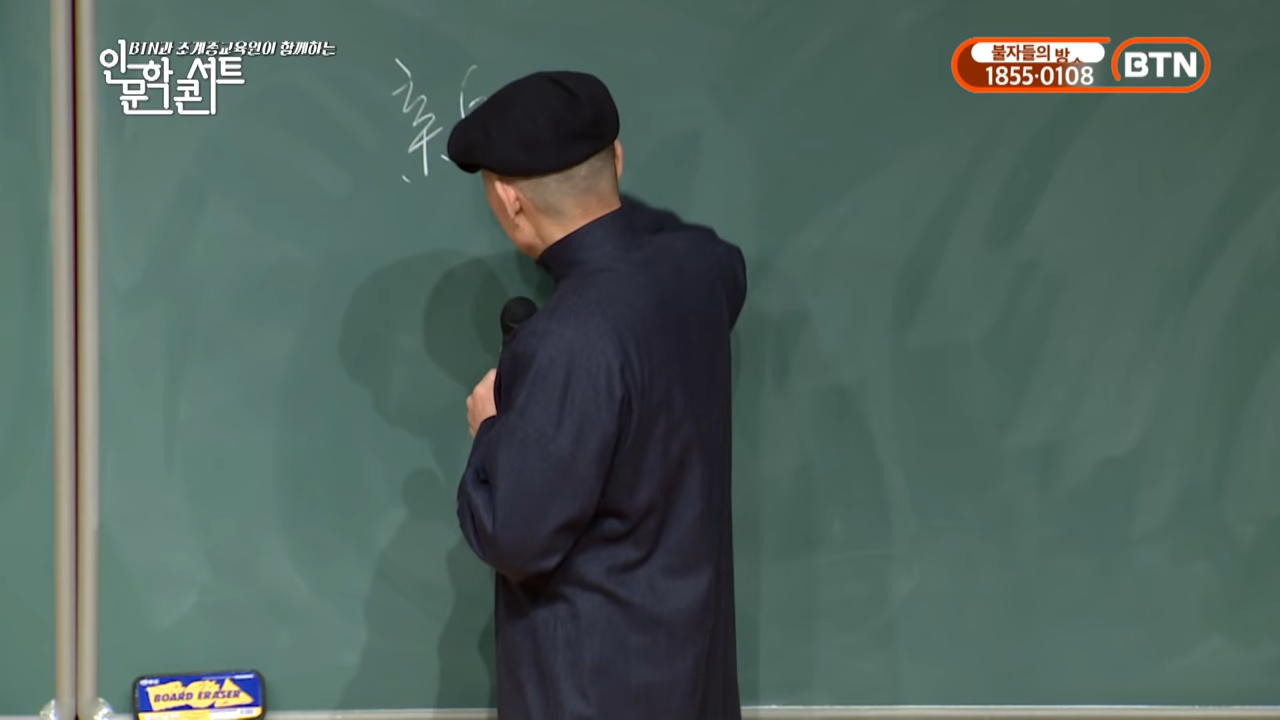 BTN과 조계종교육원이 함께하는
인문학 콘서트
불자들의 방
1855·0108
BTN
BOARD ERASER